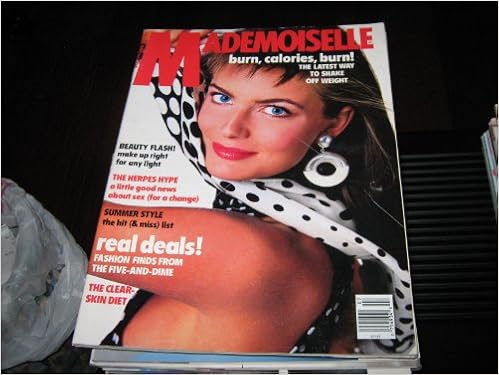 MADEMOISELLE
burn, calories, burn!
THE LATEST WAY
TO SHAKE
OFF WEIGHT
BEAUTY FLASH!
make up right
for any light
THE HERPES HYPE
a little good news
about sex (for a change)
SUMMER STYLE
the hit (& miss) list
real deals!
FASHION FINDS FROM
THE FIVE-AND-DIME
THE CLEAR-
SKIN DIET